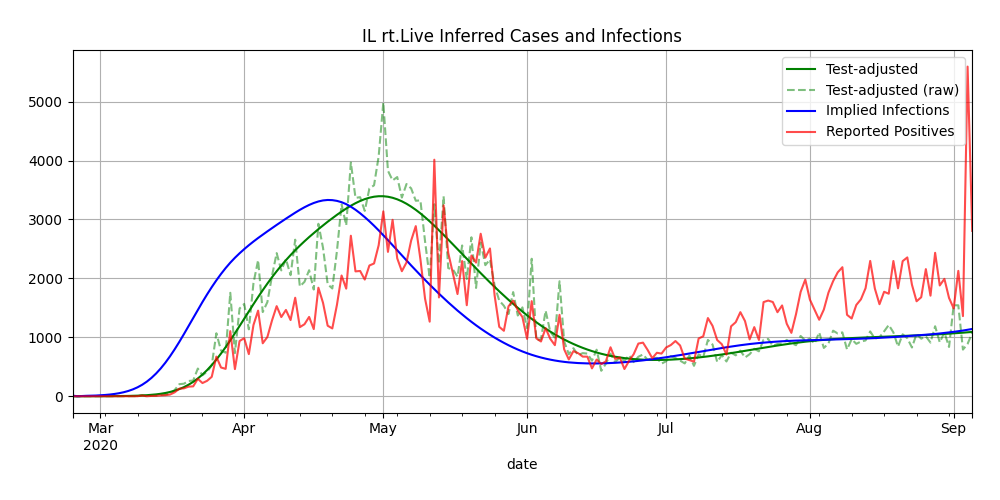 IL rt.Live Inferred Cases and Infections
Test-adjusted
Test-adjusted (raw)
Implied Infections
Reported Positives
5000
4000
3000
2000
1000
0
Mar Apr May Jun Jul Aug Sep
2020
date